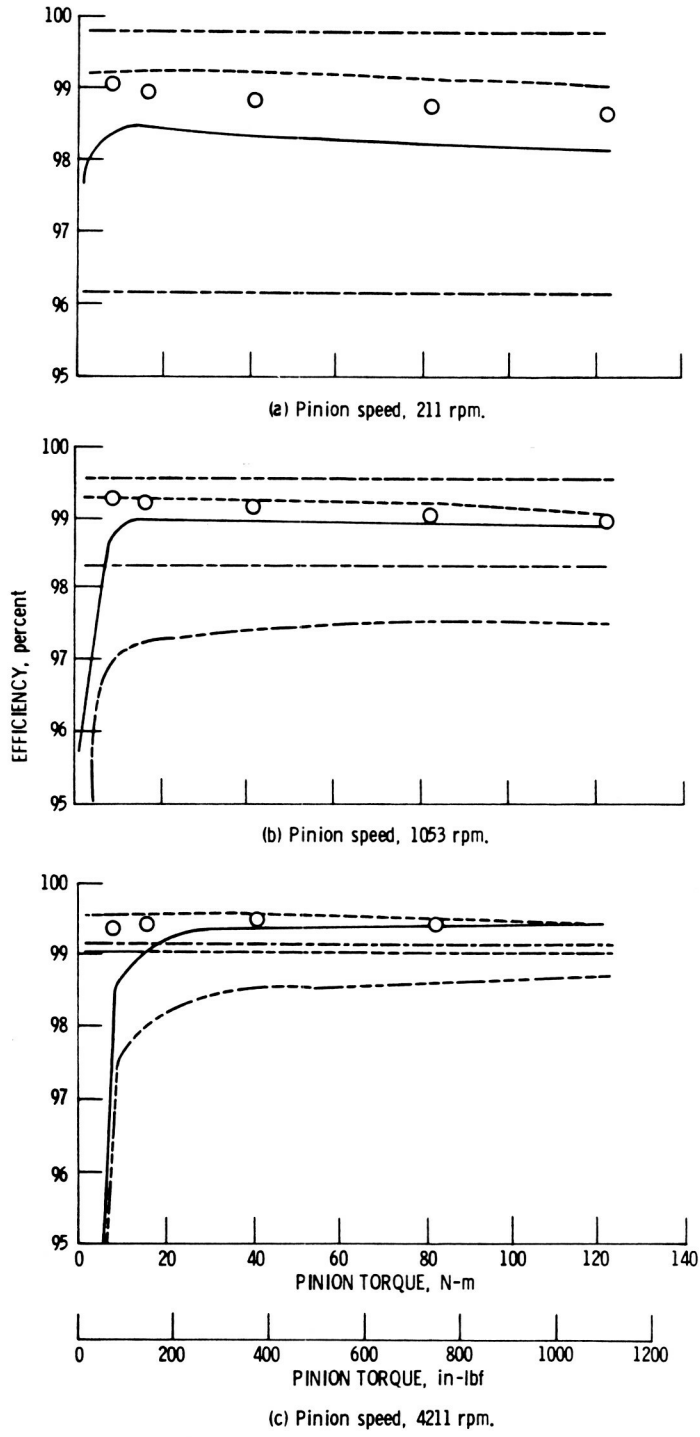 100
99
98
97
96
95
(a) Pinion speed, 211 rpm.
100
99
98
97
96
95
(b) Pinion speed, 1053 rpm.
EFFICIENCY, percent
100
99
98
97
96
95
0 20 40 60 80 100 120 140
PINION TORQUE, N-m
0 200 400 600 800 1000 1200
PINION TORQUE, in-lbf
(c) Pinion speed, 4211 rpm.